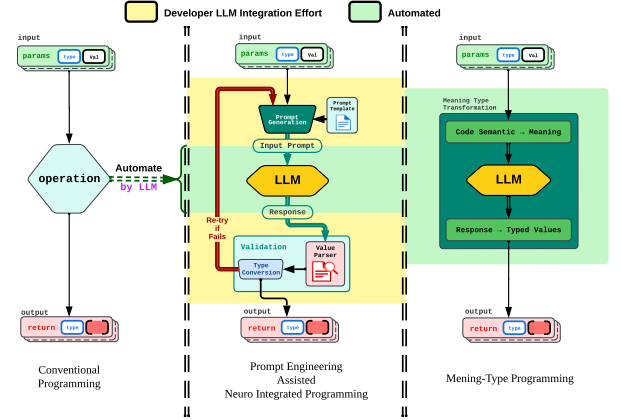 Developer LLM Integration Effort
Automated
input
params type Val
operation
Automate
by LLM
output
return type
Conventional
Programming
input
params type Val
Prompt
Generation
Prompt
Template
Input Prompt
LLM
Response
Re-try
if
Fails
Validation
Value
Parser
Type
Conversion
output
return type
Prompt Engineering
Assisted
Neuro Integrated Programming
input
params type Val
Meaning Type
Transformation
Code Semantic → Meaning
LLM
Response → Typed Values
output
return type
Mening-Type Programming